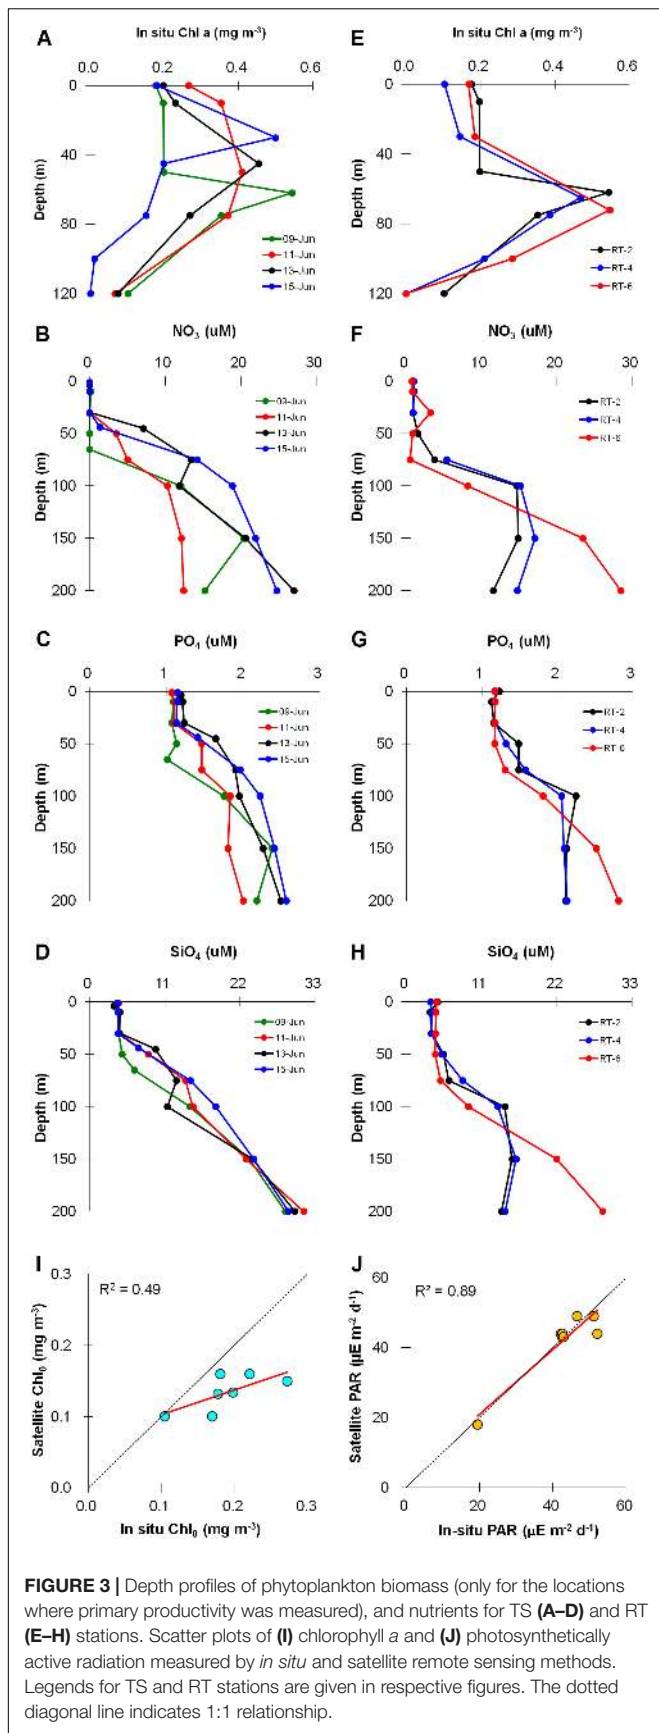 A
In situ Chl a (mg m-3)
0.0 0.2 0.4 0.6
0
40
80
120
Depth (m)
09-Jun
11-Jun
13-Jun
15-Jun
E
In situ Chl a (mg m-3)
0.0 0.2 0.4 0.6
0
40
80
120
Depth (m)
RT-2
RT-4
RT-6
B
NO3 (uM)
0 10 20 30
0
50
100
150
200
Depth (m)
09-Jun
11-Jun
13-Jun
15-Jun
F
NO3 (uM)
0 10 20 30
0
50
100
150
200
Depth (m)
RT-2
RT-4
RT-6
C
PO4 (uM)
0 1 2 3
0
50
100
150
200
Depth (m)
09-Jun
11-Jun
13-Jun
15-Jun
G
PO4 (uM)
0 1 2 3
0
50
100
150
200
Depth (m)
RT-2
RT-4
RT-6
D
SiO4 (uM)
0 11 22 33
0
50
100
150
200
Depth (m)
09-Jun
11-Jun
13-Jun
15-Jun
H
SiO4 (uM)
0 11 22 33
0
50
100
150
200
Depth (m)
RT-2
RT-4
RT-6
I
R2 = 0.49
0.3
0.2
0.1
0.0
Satellite Chl0 (mg m-3)
0.0 0.1 0.2 0.3
In situ Chl0 (mg m-3)
J
R2 = 0.89
60
40
20
0
Satellite PAR (µE m-2 d-1)
0 20 40 60
In-situ PAR (µE m-2 d-1)
FIGURE 3 | Depth profiles of phytoplankton biomass (only for the locations
where primary productivity was measured), and nutrients for TS (A–D) and RT
(E–H) stations. Scatter plots of (I) chlorophyll a and (J) photosynthetically
active radiation measured by in situ and satellite remote sensing methods.
Legends for TS and RT stations are given in respective figures. The dotted
diagonal line indicates 1:1 relationship.